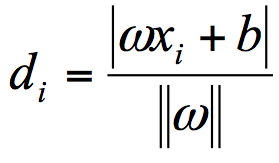 d_i = |ωx_i + b| / ‖ω‖